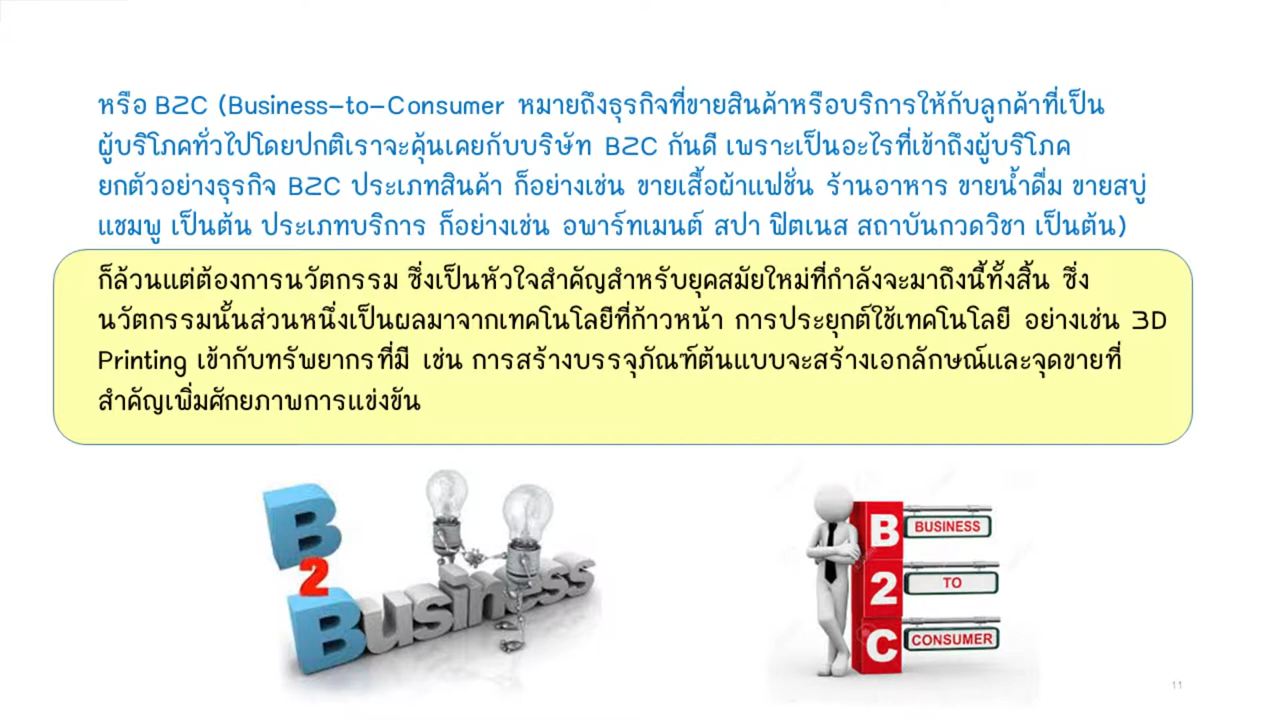 หรือ B2C (Business-to-Consumer หมายถึงธุรกิจที่ขายสินค้าหรือบริการให้กับลูกค้าที่เป็น
ผู้บริโภคทั่วไปโดยปกติเราจะคุ้นเคยกับบริษัท B2C กันดี เพราะเป็นอะไรที่เข้าถึงผู้บริโภค
ยกตัวอย่างธุรกิจ B2C ประเภทสินค้า ก็อย่างเช่น ขายเสื้อผ้าแฟชั่น ร้านอาหาร ขายน้ำดื่ม ขายสบู่
แชมพู เป็นต้น ประเภทบริการ ก็อย่างเช่น อพาร์ทเมนต์ สปา ฟิตเนส สถาบันกวดวิชา เป็นต้น)
ก็ล้วนแต่ต้องการนวัตกรรม ซึ่งเป็นหัวใจสำคัญสำหรับยุคสมัยใหม่ที่กำลังจะมาถึงนี้ทั้งสิ้น ซึ่ง
นวัตกรรมนั้นส่วนหนึ่งเป็นผลมาจากเทคโนโลยีที่ก้าวหน้า การประยุกต์ใช้เทคโนโลยี อย่างเช่น 3D
Printing เข้ากับทรัพยากรที่มี เช่น การสร้างบรรจุภัณฑ์ต้นแบบจะสร้างเอกลักษณ์และจุดขายที่
สำคัญเพิ่มศักยภาพการแข่งขัน
B
2
Business
B BUSINESS
2 TO
C CONSUMER
11